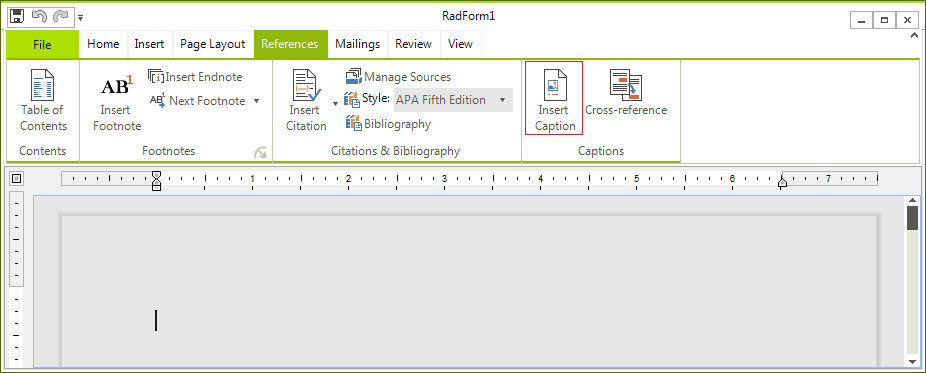 RadForm1
File Home Insert Page Layout References Mailings Review View
Table of
Contents
Contents
AB1
Insert
Footnote
[i] Insert Endnote
AB1 Next Footnote
Footnotes
Insert
Citation
Manage Sources
Style: APA Fifth Edition
Bibliography
Citations & Bibliography
Insert
Caption
Cross-reference
Captions
1 2 3 4 5 6 7